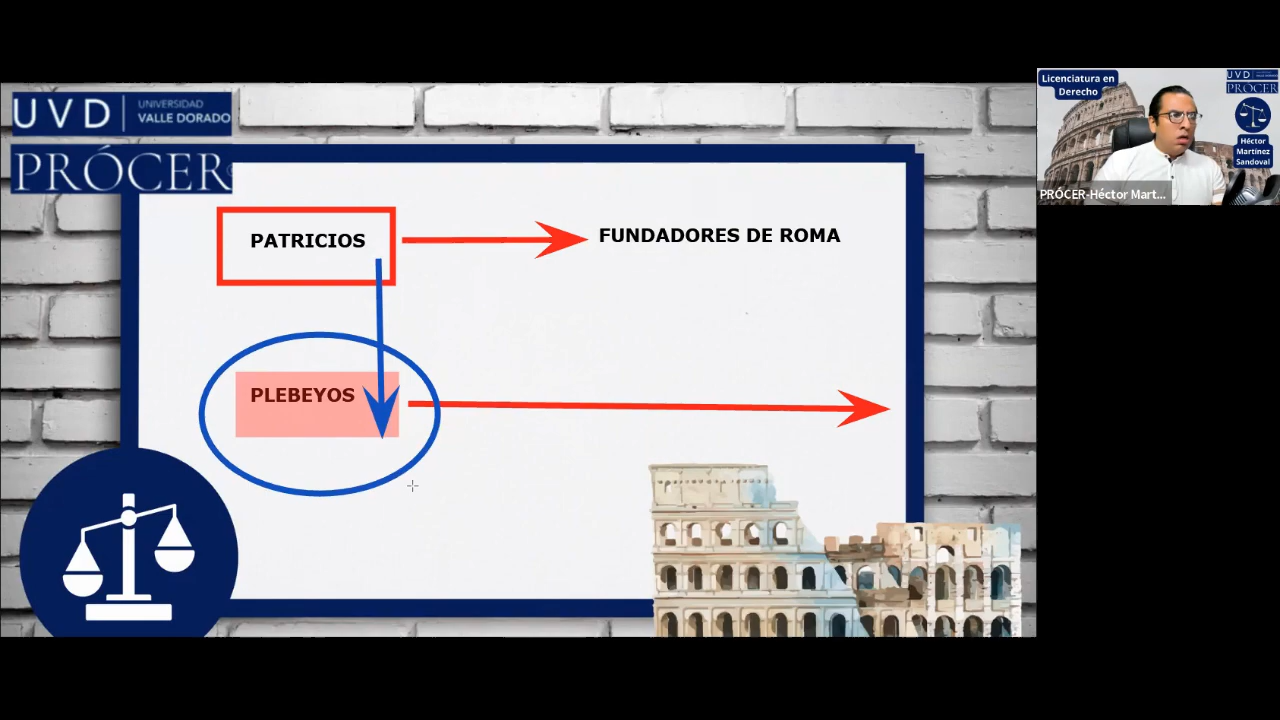 UVD
UNIVERSIDAD
VALLE DORADO
PRÓCER
PATRICIOS
FUNDADORES DE ROMA
PLEBEYOS
Licenciatura en
Derecho
UVD
PRÓCER
Héctor
Martínez
Sandoval
PRÓCER-Héctor Mart...